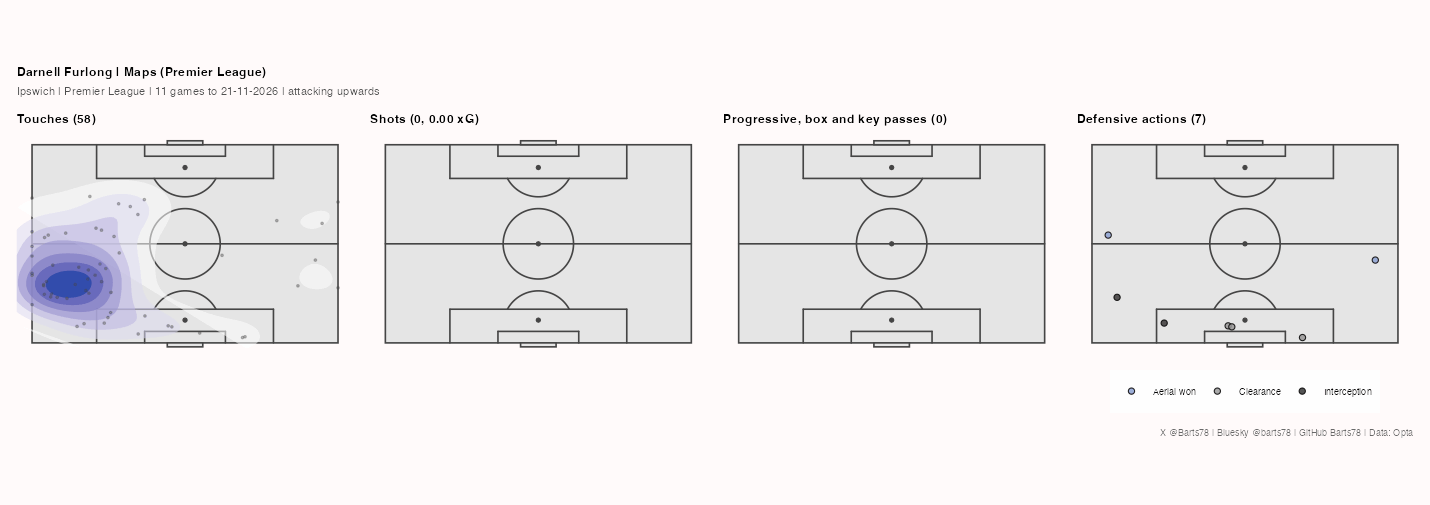 Darnell Furlong | Maps (Premier League)
Ipswich | Premier League | 11 games to 21-11-2026 | attacking upwards
Touches (58)
Shots (0, 0.00 xG)
Progressive, box and key passes (0)
Defensive actions (7)
Aerial won
Clearance
Interception
X @Barts78 | Bluesky @barts78 | GitHub Barts78 | Data: Opta